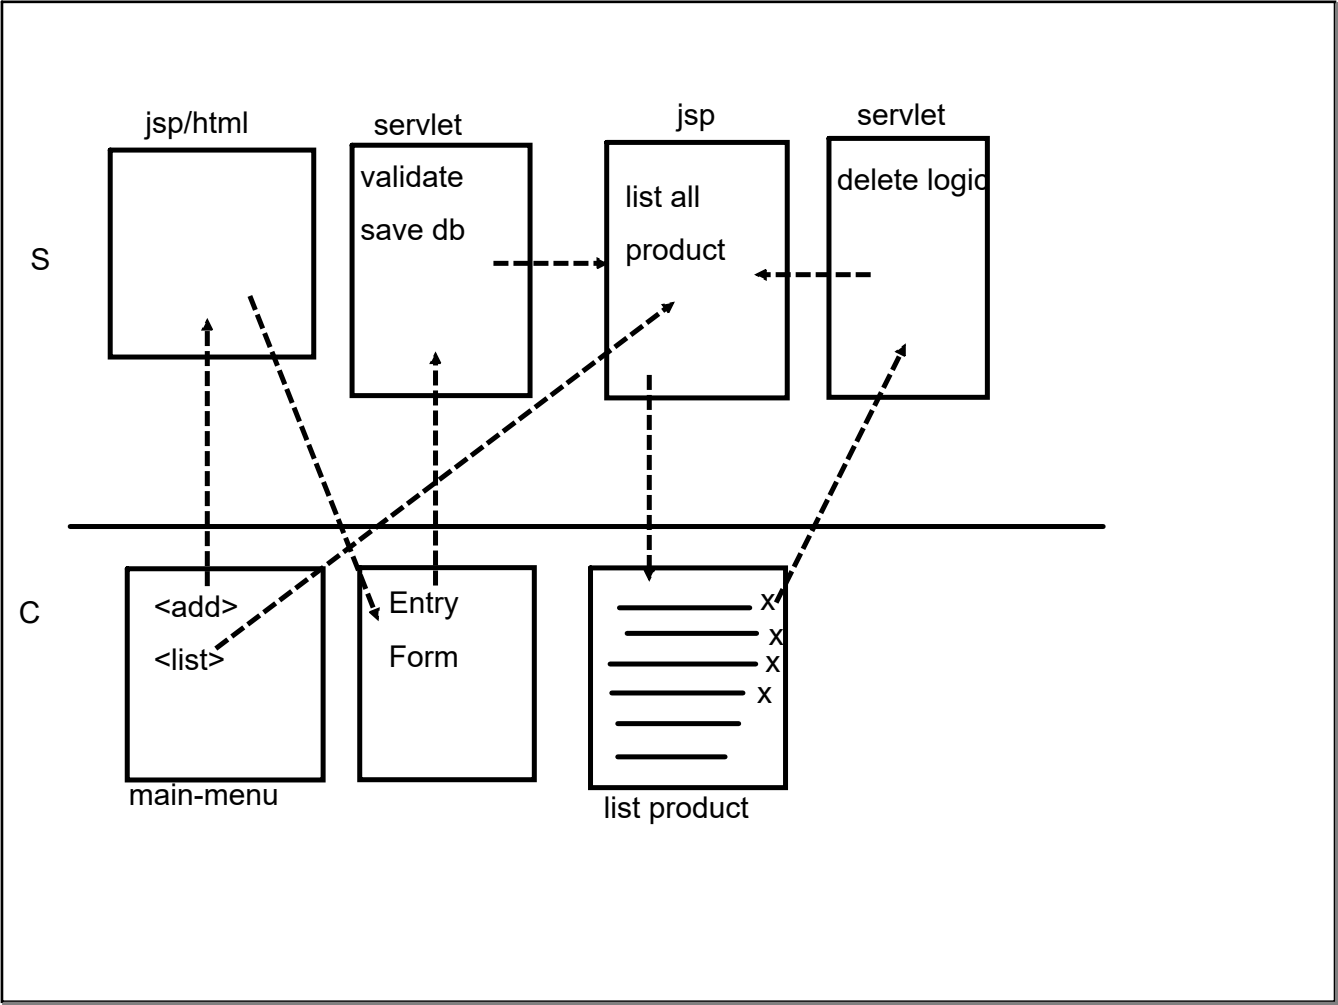 jsp/html
servlet
jsp
servlet
validate
save db
list all
product
delete logic
S
C
<add>
<list>
main-menu
Entry
Form
x
x
x
x
list product